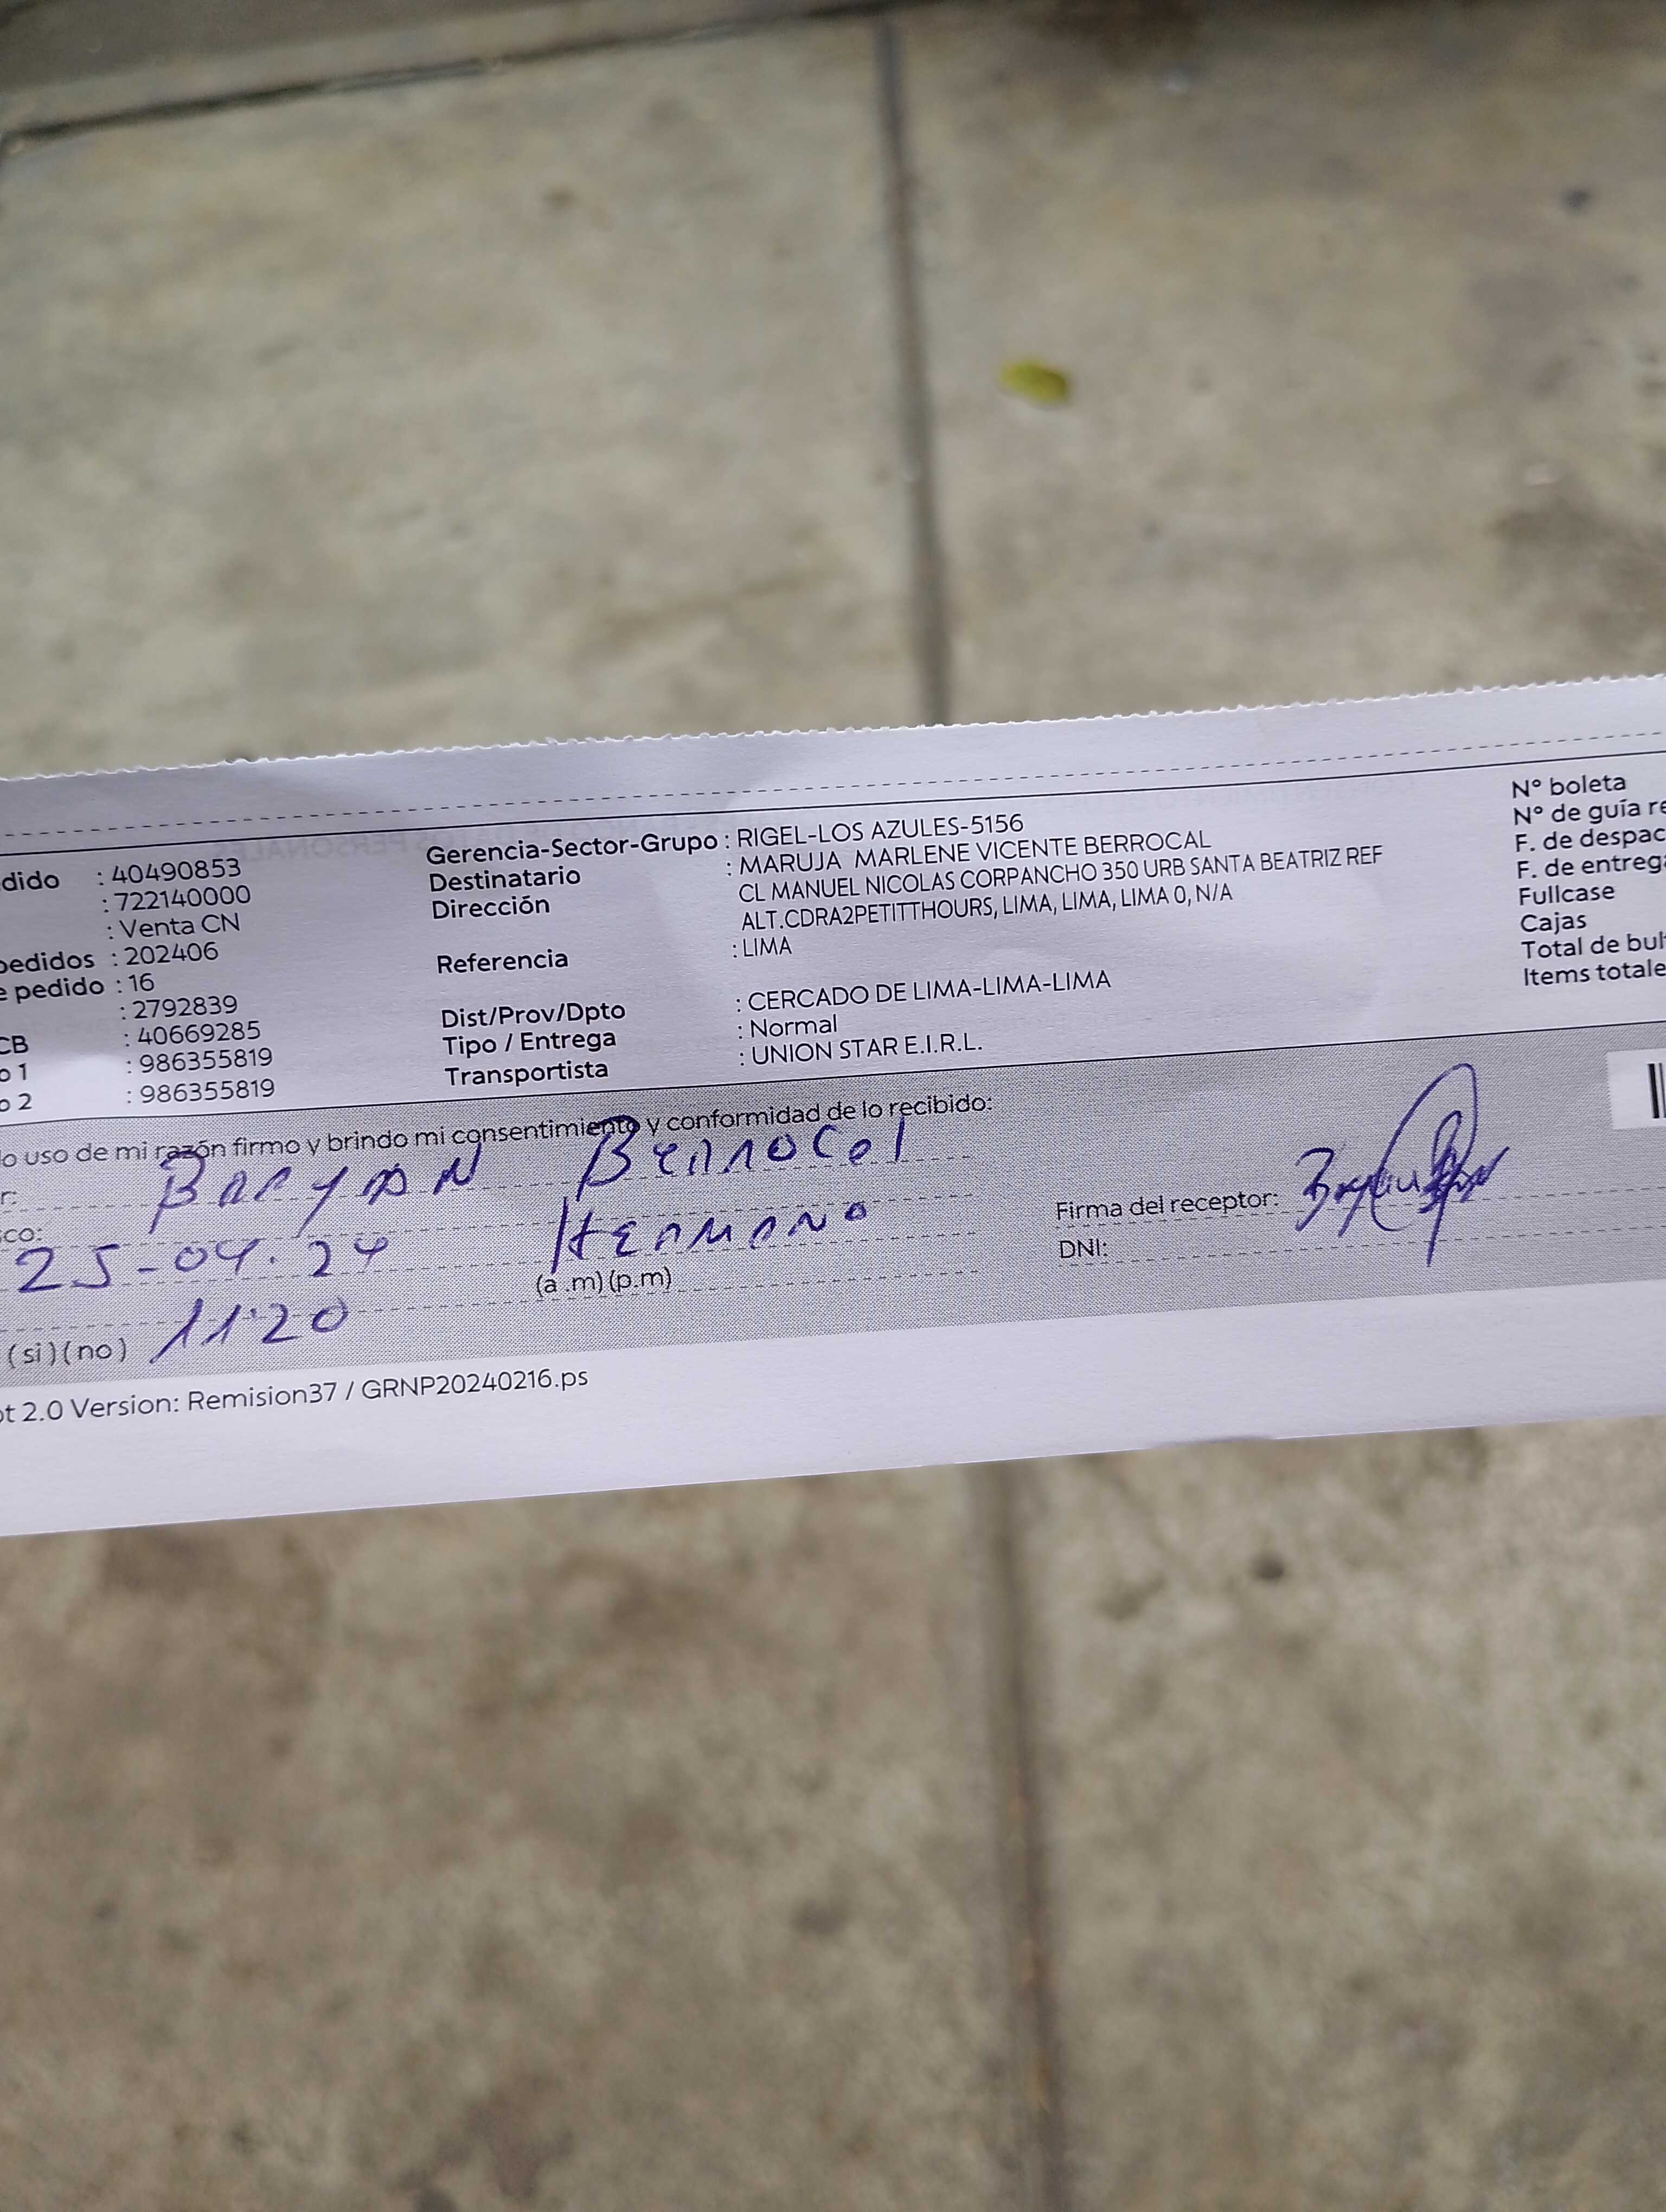 dido : 40490853
: 722140000
: Venta CN
pedidos : 202406
e pedido : 16
: 2792839
CB : 40669285
o 1 : 986355819
o 2 : 986355819
Gerencia-Sector-Grupo : RIGEL-LOS AZULES-5156
Destinatario : MARUJA MARLENE VICENTE BERROCAL
Dirección CL MANUEL NICOLAS CORPANCHO 350 URB SANTA BEATRIZ REF
ALT.CDRA2PETITTHOURS, LIMA, LIMA, LIMA 0, N/A
Referencia : LIMA
Dist/Prov/Dpto : CERCADO DE LIMA-LIMA-LIMA
Tipo / Entrega : Normal
Transportista : UNION STAR E.I.R.L.
N° boleta
N° de guía re
F. de despac
F. de entrega
Fullcase
Cajas
Total de bul
Items totale
lo uso de mi razón firmo y brindo mi consentimiento y conformidad de lo recibido:
r: Brryan Berrocal
sco: Hermano
25-04.24
(a .m) (p.m)
(si) (no) 11:20
Firma del receptor:
DNI:
ot 2.0 Version: Remision37 / GRNP20240216.ps